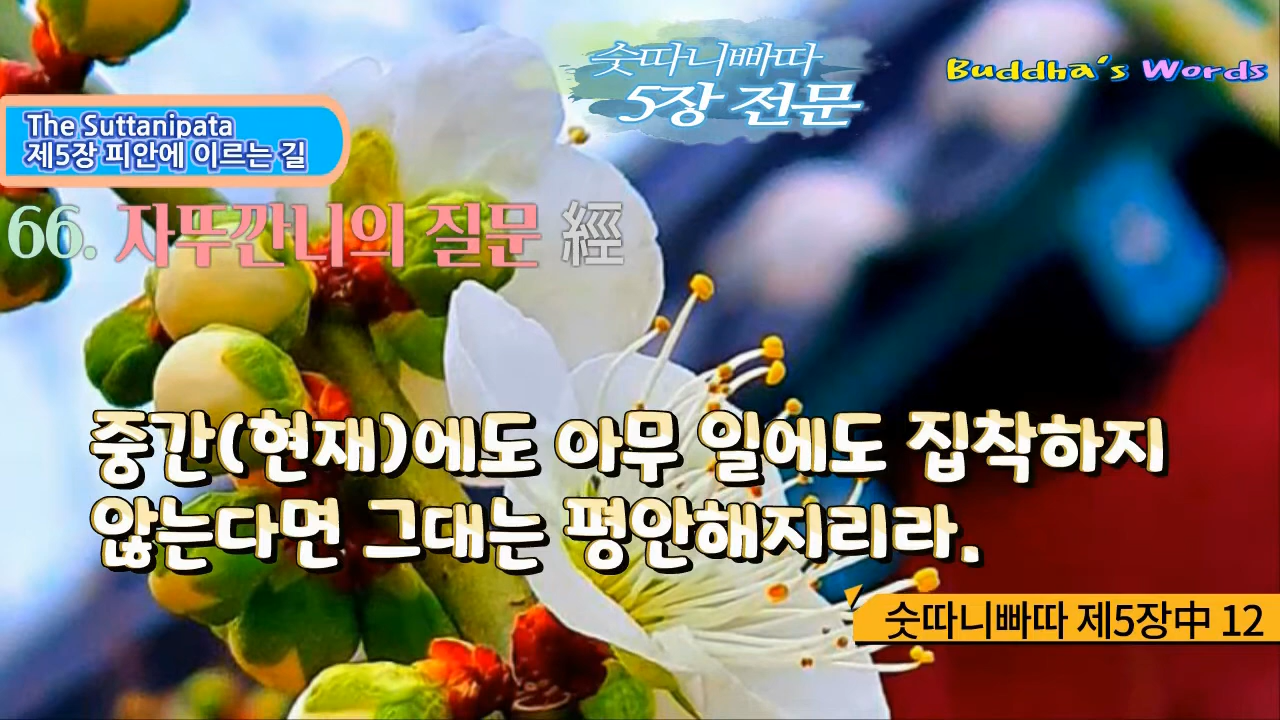 숫따니빠따
5장 전문
Buddha's Words
The Suttanipata
제5장 피안에 이르는 길
66. 자뚜깐니의 질문 經
중간(현재)에도 아무 일에도 집착하지
않는다면 그대는 평안해지리라.
숫따니빠따 제5장中 12